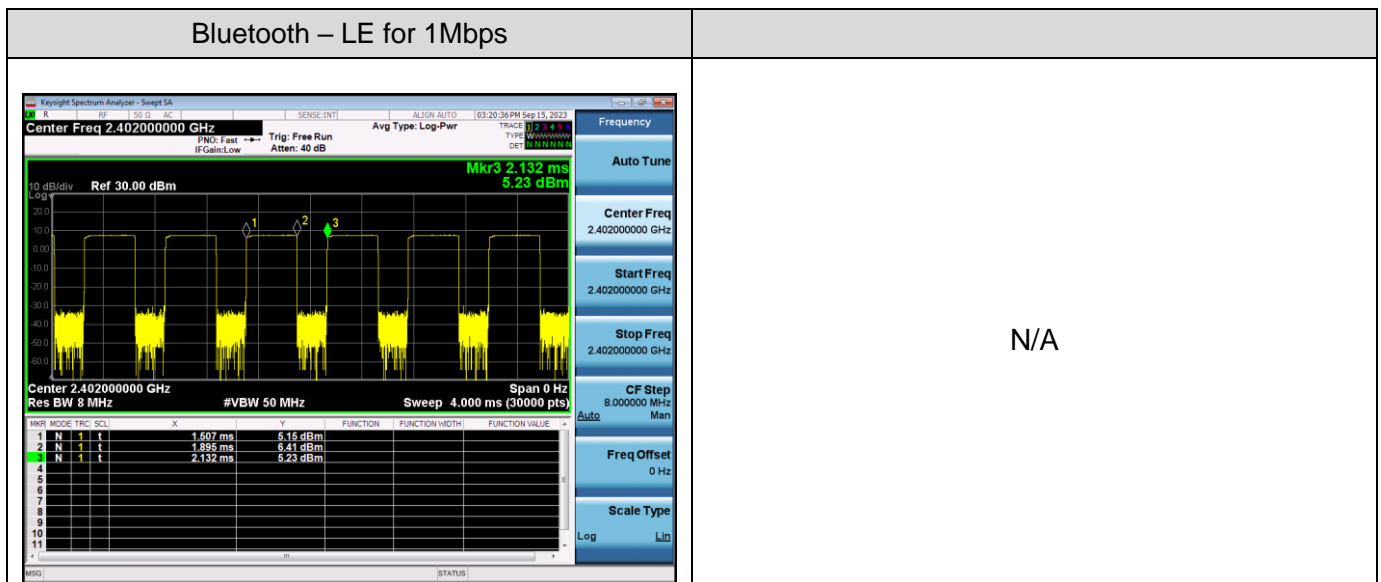 Bluetooth – LE for 1Mbps
Keysight Spectrum Analyzer - Swept SA
R RF 50 Ω AC SENSE:INT ALIGN AUTO 03:20:36 PM Sep 15, 2023
Center Freq 2.402000000 GHz
PNO: Fast
IFGain:Low
Trig: Free Run
Atten: 40 dB
Avg Type: Log-Pwr
TRACE 1 2 3 4 5 6
TYPE
DET N N N N N N
Mkr3 2.132 ms
5.23 dBm
10 dB/div Ref 30.00 dBm
Log
20.0
10.0
0.00
-10.0
-20.0
-30.0
-40.0
-50.0
-60.0
1
2
3
Center 2.402000000 GHz Span 0 Hz
Res BW 8 MHz #VBW 50 MHz Sweep 4.000 ms (30000 pts)
MKR MODE TRC SCL X Y FUNCTION FUNCTION WIDTH FUNCTION VALUE
1 N 1 t 1.507 ms 5.15 dBm
2 N 1 t 1.895 ms 6.41 dBm
3 N 1 t 2.132 ms 5.23 dBm
4
5
6
7
8
9
10
11
MSG STATUS
Frequency
Auto Tune
Center Freq
2.402000000 GHz
Start Freq
2.402000000 GHz
Stop Freq
2.402000000 GHz
CF Step
8.000000 MHz
Auto Man
Freq Offset
0 Hz
Scale Type
Log Lin
N/A